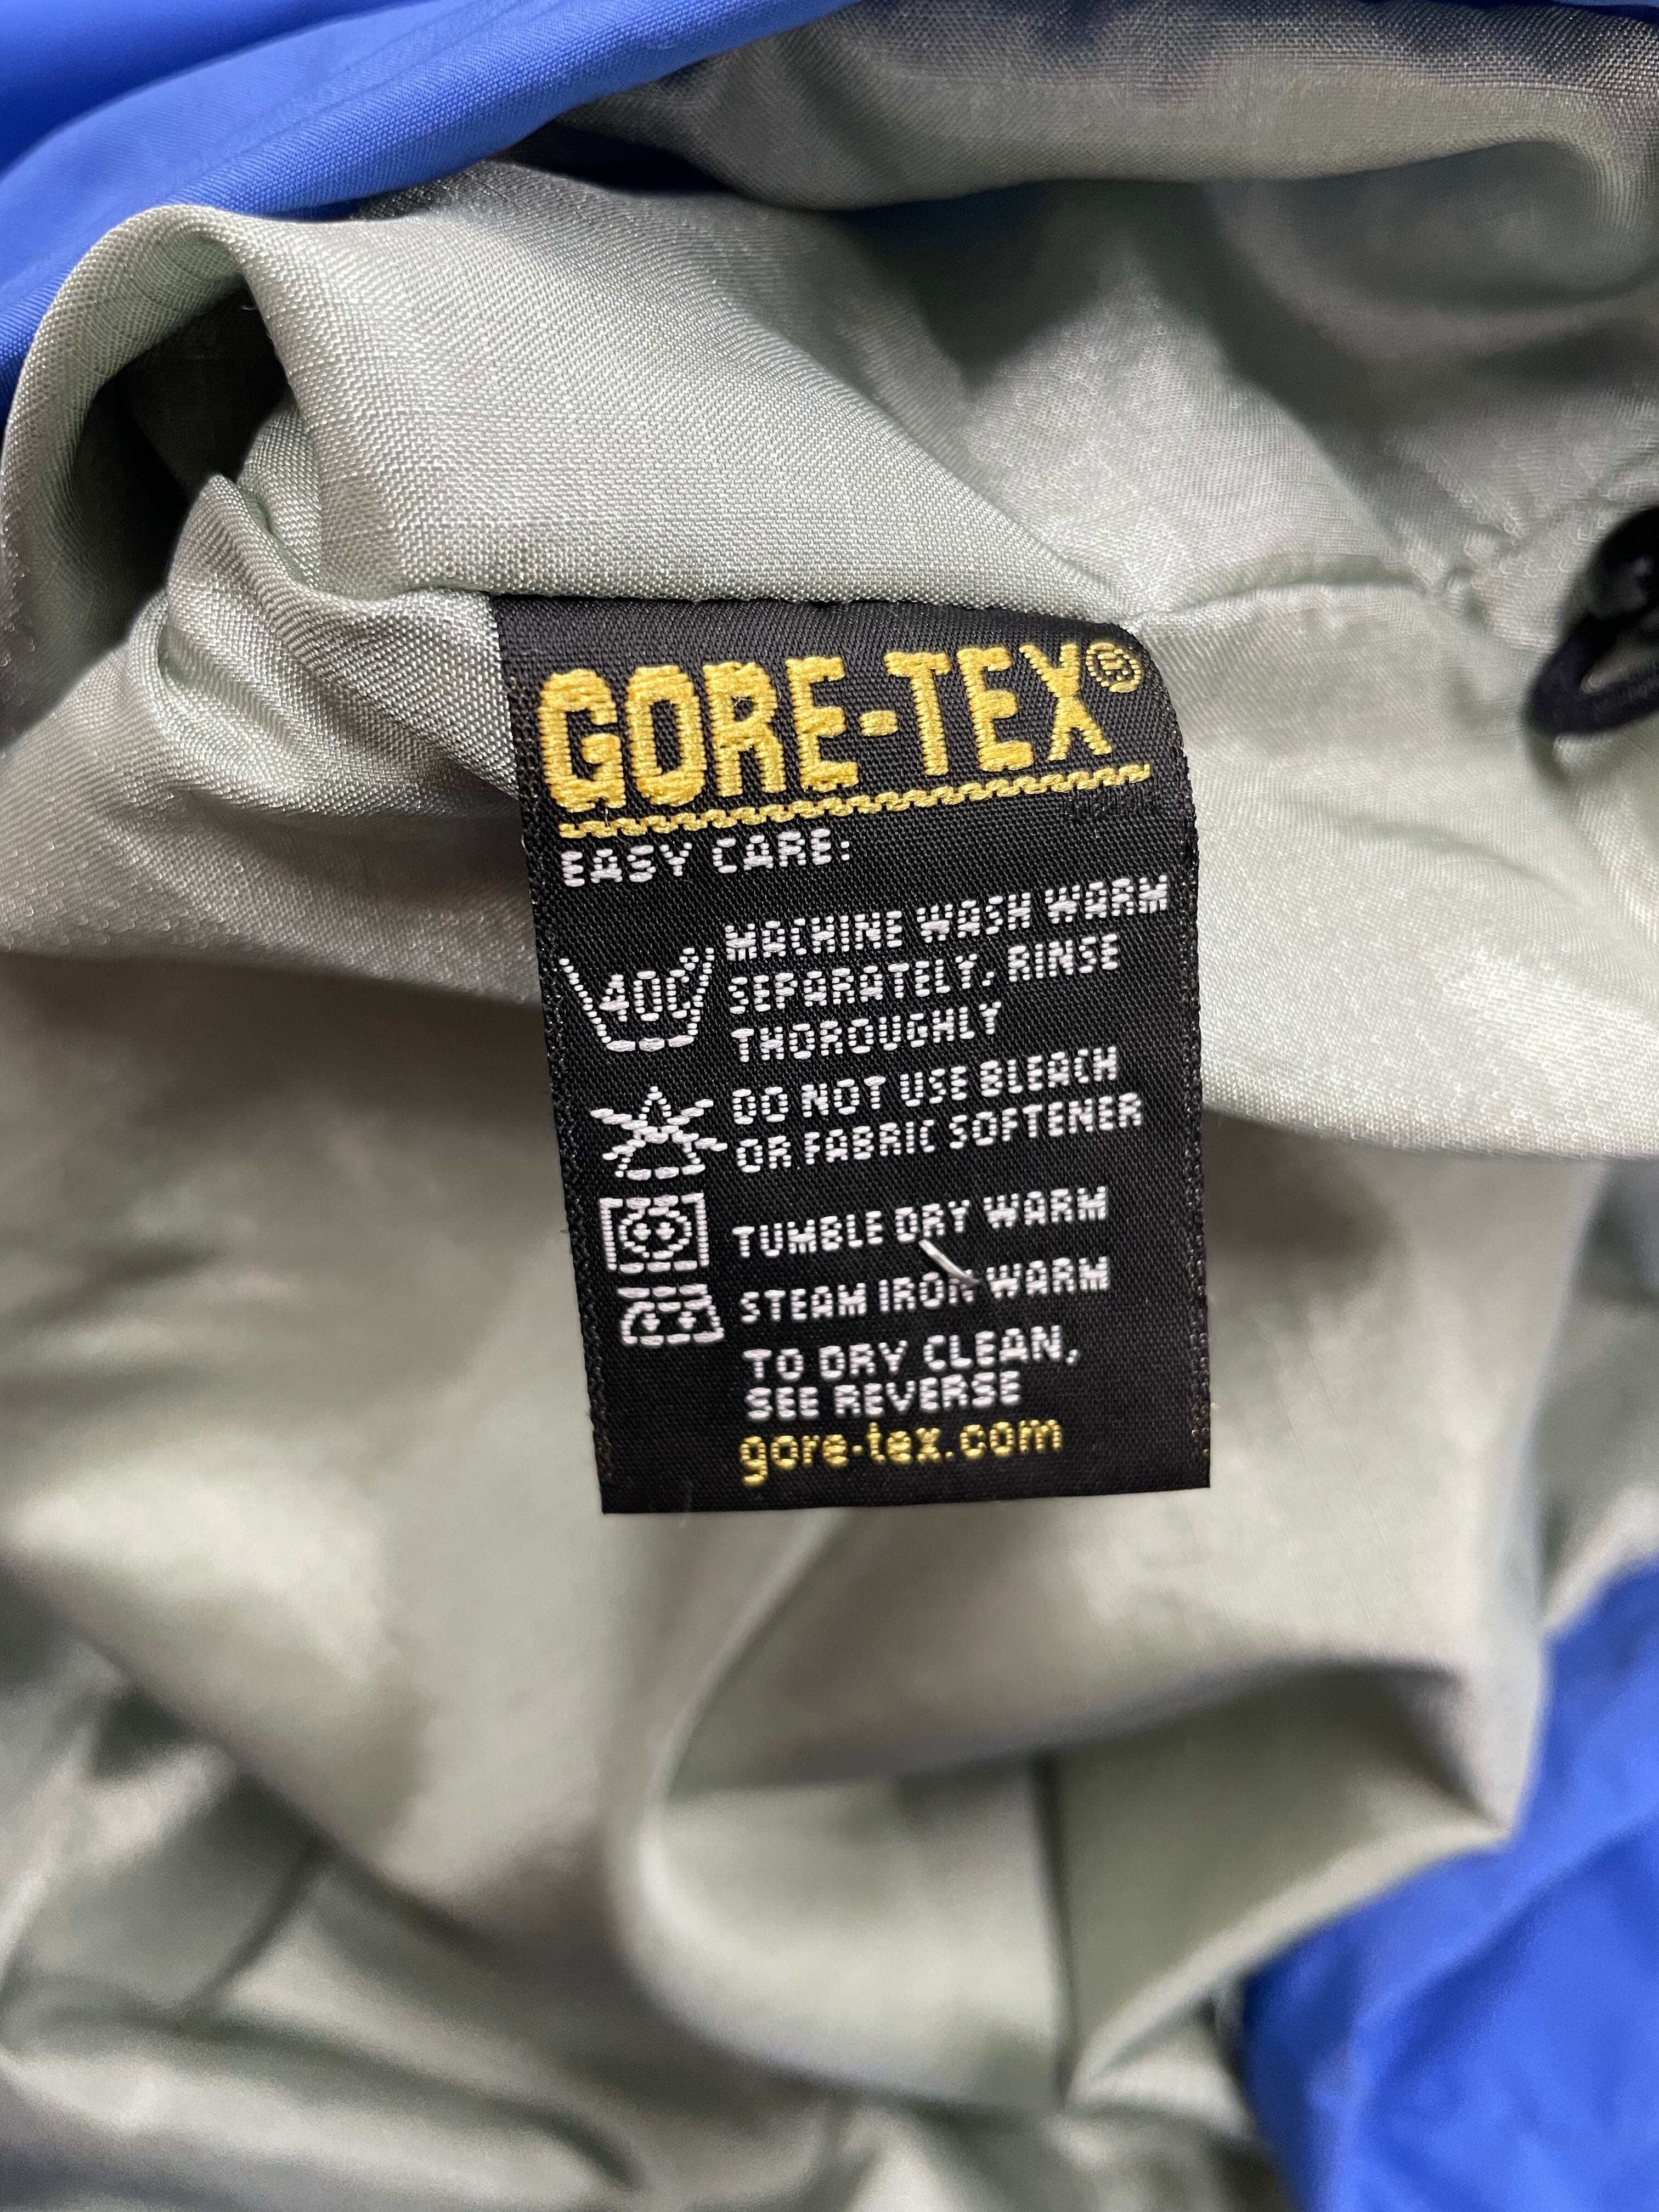 GORE-TEX®
EASY CARE:
MACHINE WASH WARM
SEPARATELY, RINSE
THOROUGHLY
40C°
DO NOT USE BLEACH
OR FABRIC SOFTENER
TUMBLE DRY WARM
STEAM IRON WARM
TO DRY CLEAN,
SEE REVERSE
gore-tex.com